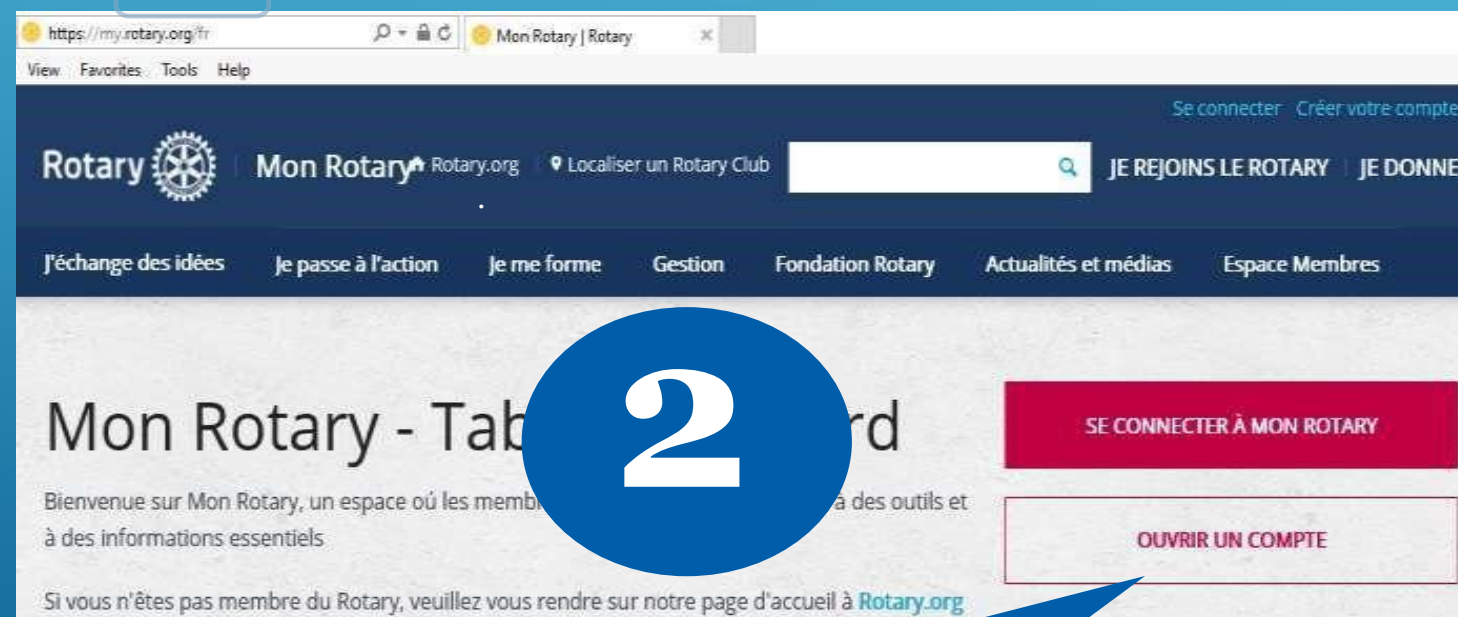 https://my.rotary.org/fr
Mon Rotary | Rotary
View Favorites Tools Help
Se connecter Créer votre compte
Rotary
Mon Rotary
Rotary.org
Localiser un Rotary Club
JE REJOINS LE ROTARY
JE DONNE
J'échange des idées Je passe à l'action Je me forme Gestion Fondation Rotary Actualités et médias Espace Membres
2
Mon Rotary - Tab rd
SE CONNECTER À MON ROTARY
Bienvenue sur Mon Rotary, un espace oú les memb à des outils et
à des informations essentiels
OUVRIR UN COMPTE
Si vous n'êtes pas membre du Rotary, veuillez vous rendre sur notre page d'accueil à Rotary.org